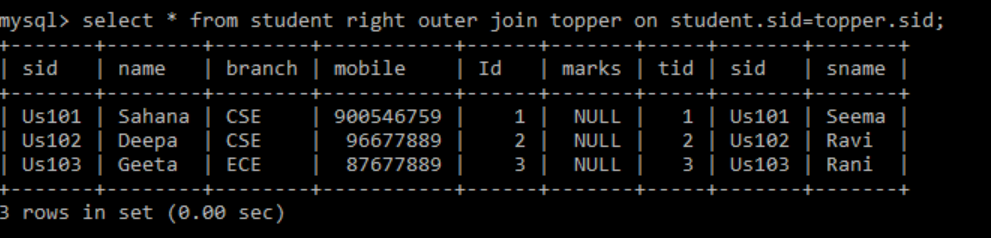 mysql> select * from student right outer join topper on student.sid=topper.sid;
+-------+--------+--------+-----------+------+-------+-----+-------+-------+
| sid   | name   | branch | mobile    | Id   | marks | tid | sid   | sname |
+-------+--------+--------+-----------+------+-------+-----+-------+-------+
| Us101 | Sahana | CSE    | 900546759 |    1 |  NULL |   1 | Us101 | Seema |
| Us102 | Deepa  | CSE    |  96677889 |    2 |  NULL |   2 | Us102 | Ravi  |
| Us103 | Geeta  | ECE    |  87677889 |    3 |  NULL |   3 | Us103 | Rani  |
+-------+--------+--------+-----------+------+-------+-----+-------+-------+
3 rows in set (0.00 sec)